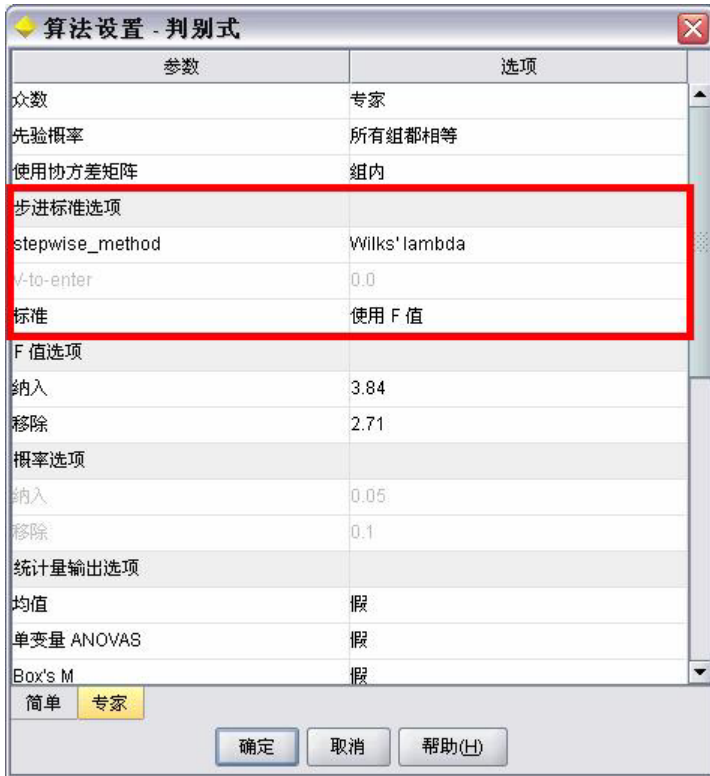 算法设置 - 判别式
参数 选项
众数 专家
先验概率 所有组都相等
使用协方差矩阵 组内
步进标准选项
stepwise_method Wilks' lambda
V-to-enter 0.0
标准 使用 F 值
F 值选项
纳入 3.84
移除 2.71
概率选项
纳入 0.05
移除 0.1
统计量输出选项
均值 假
单变量 ANOVAS 假
Box's M 假
简单 专家
确定 取消 帮助(H)